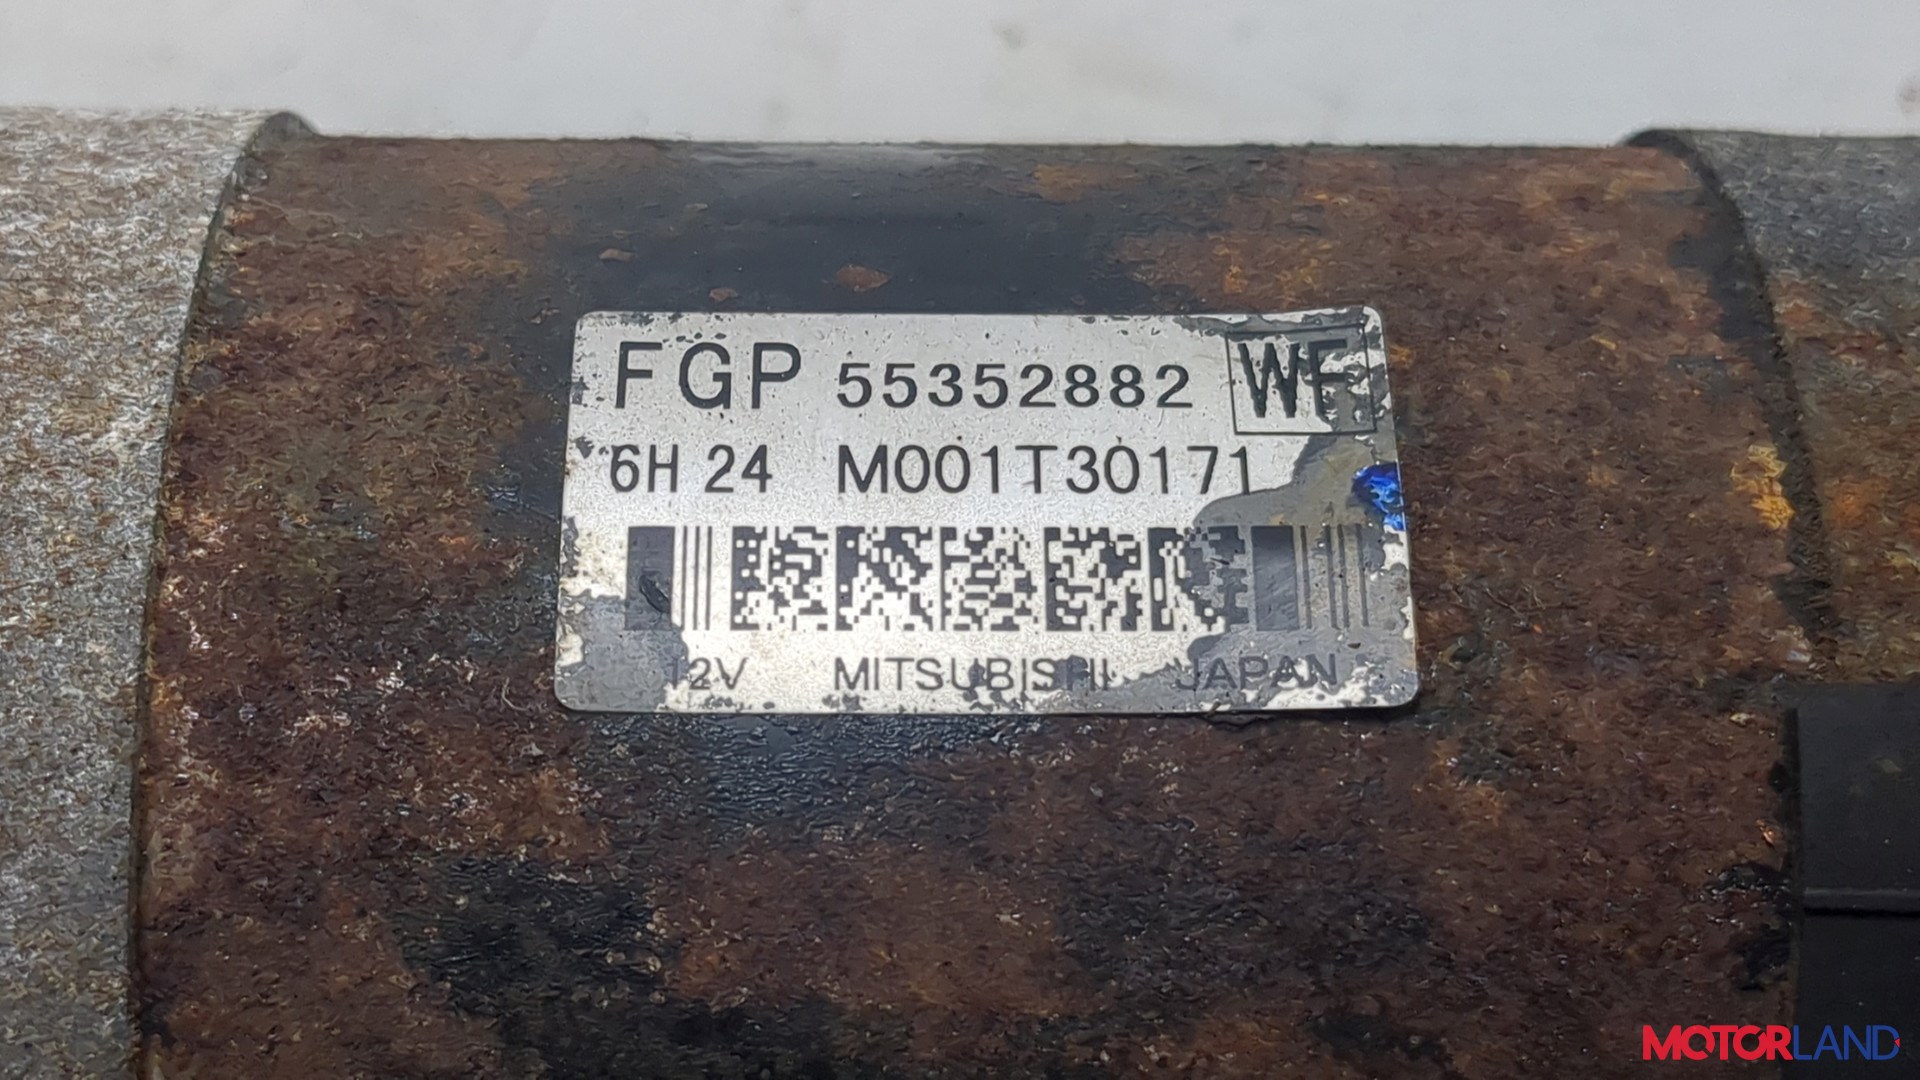 FGP 55352882 WF
6H 24 M001T30171
12V MITSUBISHI JAPAN
MOTORLAND